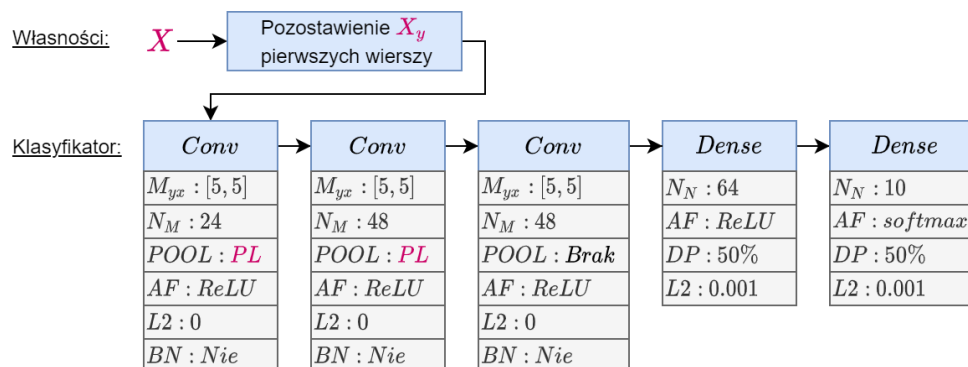 Własności:
X
Pozostawienie X_y
pierwszych wierszy
Klasyfikator:
Conv
M_yx : [5, 5]
N_M : 24
POOL : PL
AF : ReLU
L2 : 0
BN : Nie
Conv
M_yx : [5, 5]
N_M : 48
POOL : PL
AF : ReLU
L2 : 0
BN : Nie
Conv
M_yx : [5, 5]
N_M : 48
POOL : Brak
AF : ReLU
L2 : 0
BN : Nie
Dense
N_N : 64
AF : ReLU
DP : 50%
L2 : 0.001
Dense
N_N : 10
AF : softmax
DP : 50%
L2 : 0.001